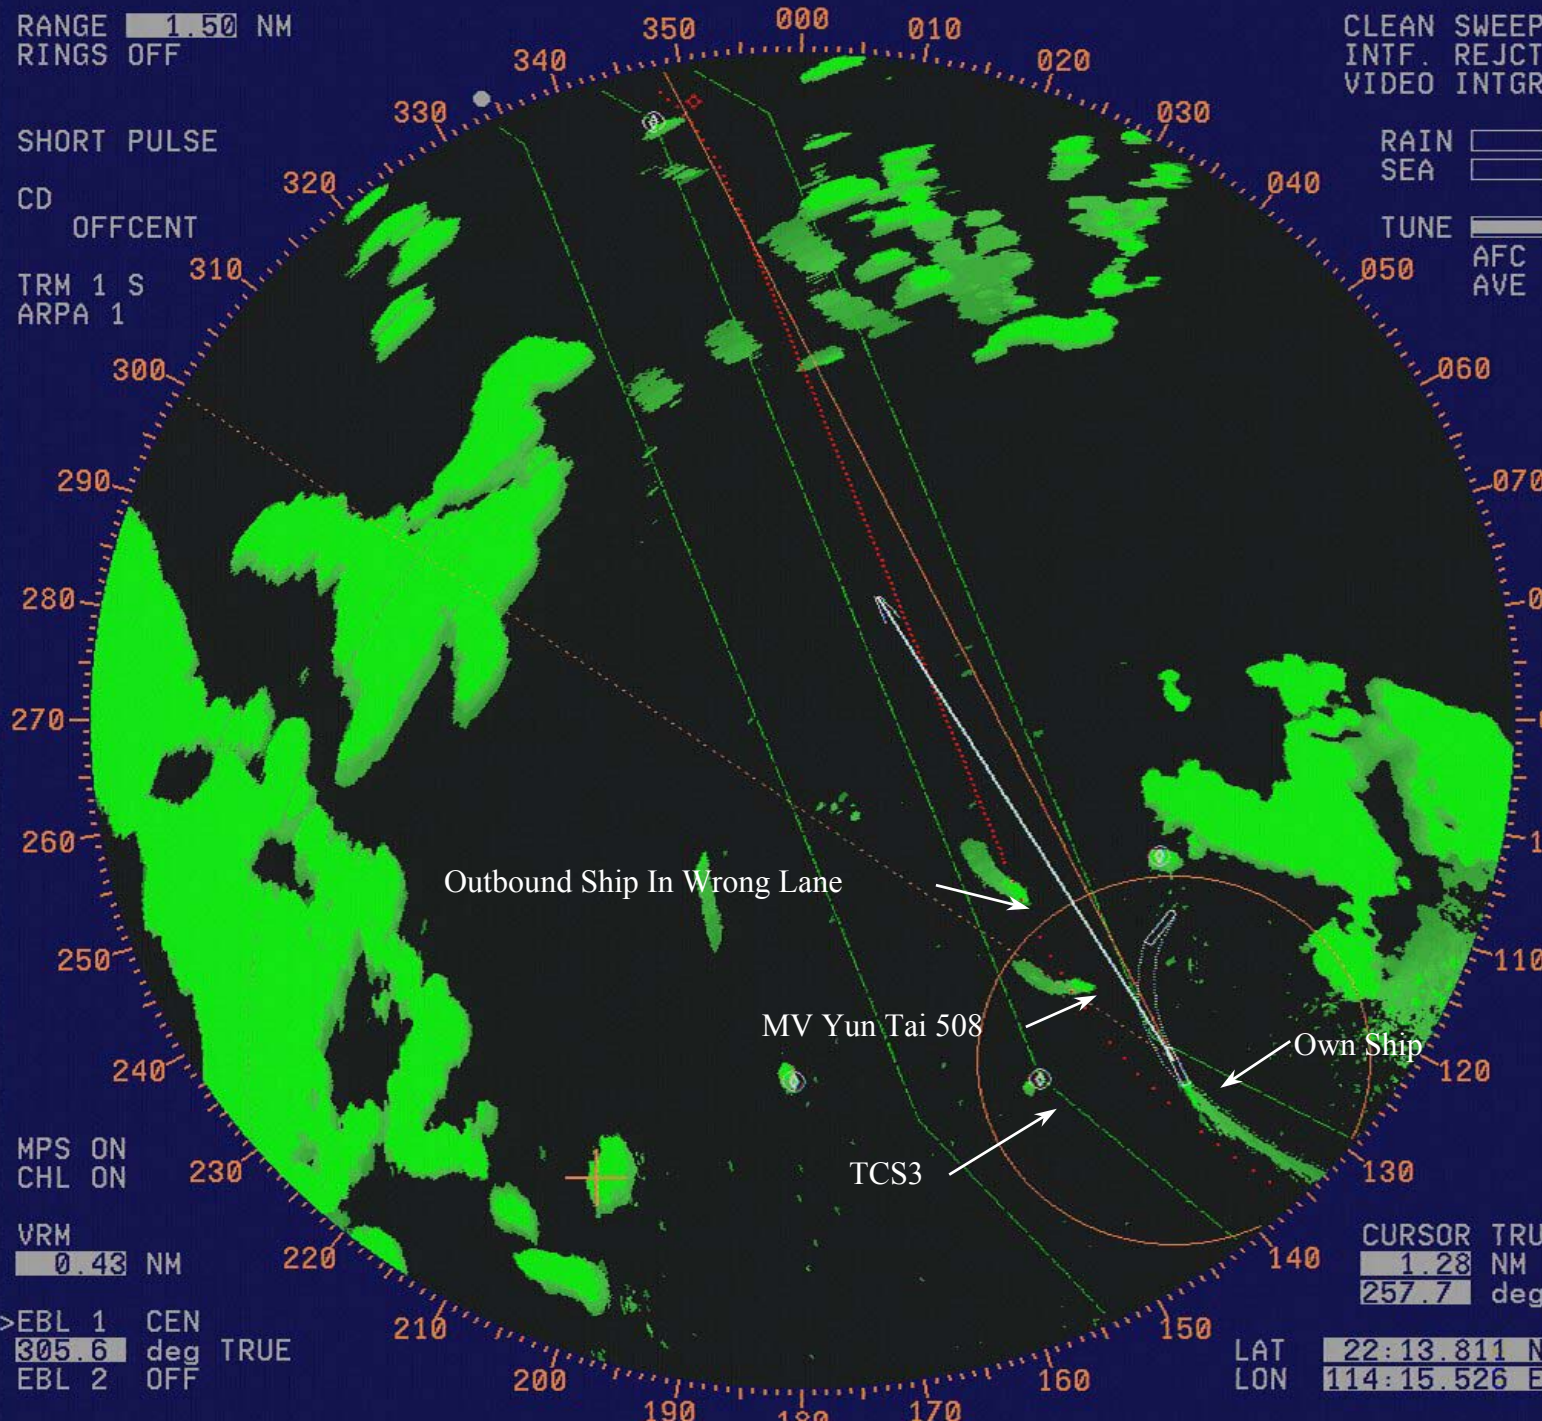 RANGE 1.50 NM
RINGS OFF
SHORT PULSE
CD
OFFCENT
TRM 1 S
ARPA 1
CLEAN SWEEP
INTF. REJCT
VIDEO INTGR
RAIN
SEA
TUNE
AFC
AVE
000
010
020
030
040
050
060
070
0
0
1
110
120
130
140
150
160
170
180
190
200
210
220
230
240
250
260
270
280
290
300
310
320
330
340
350
Outbound Ship In Wrong Lane
MV Yun Tai 508
Own Ship
TCS3
MPS ON
CHL ON
VRM
0.43 NM
>EBL 1 CEN
305.6 deg TRUE
EBL 2 OFF
CURSOR TRU
1.28 NM
257.7 deg
LAT 22:13.811 N
LON 114:15.526 E